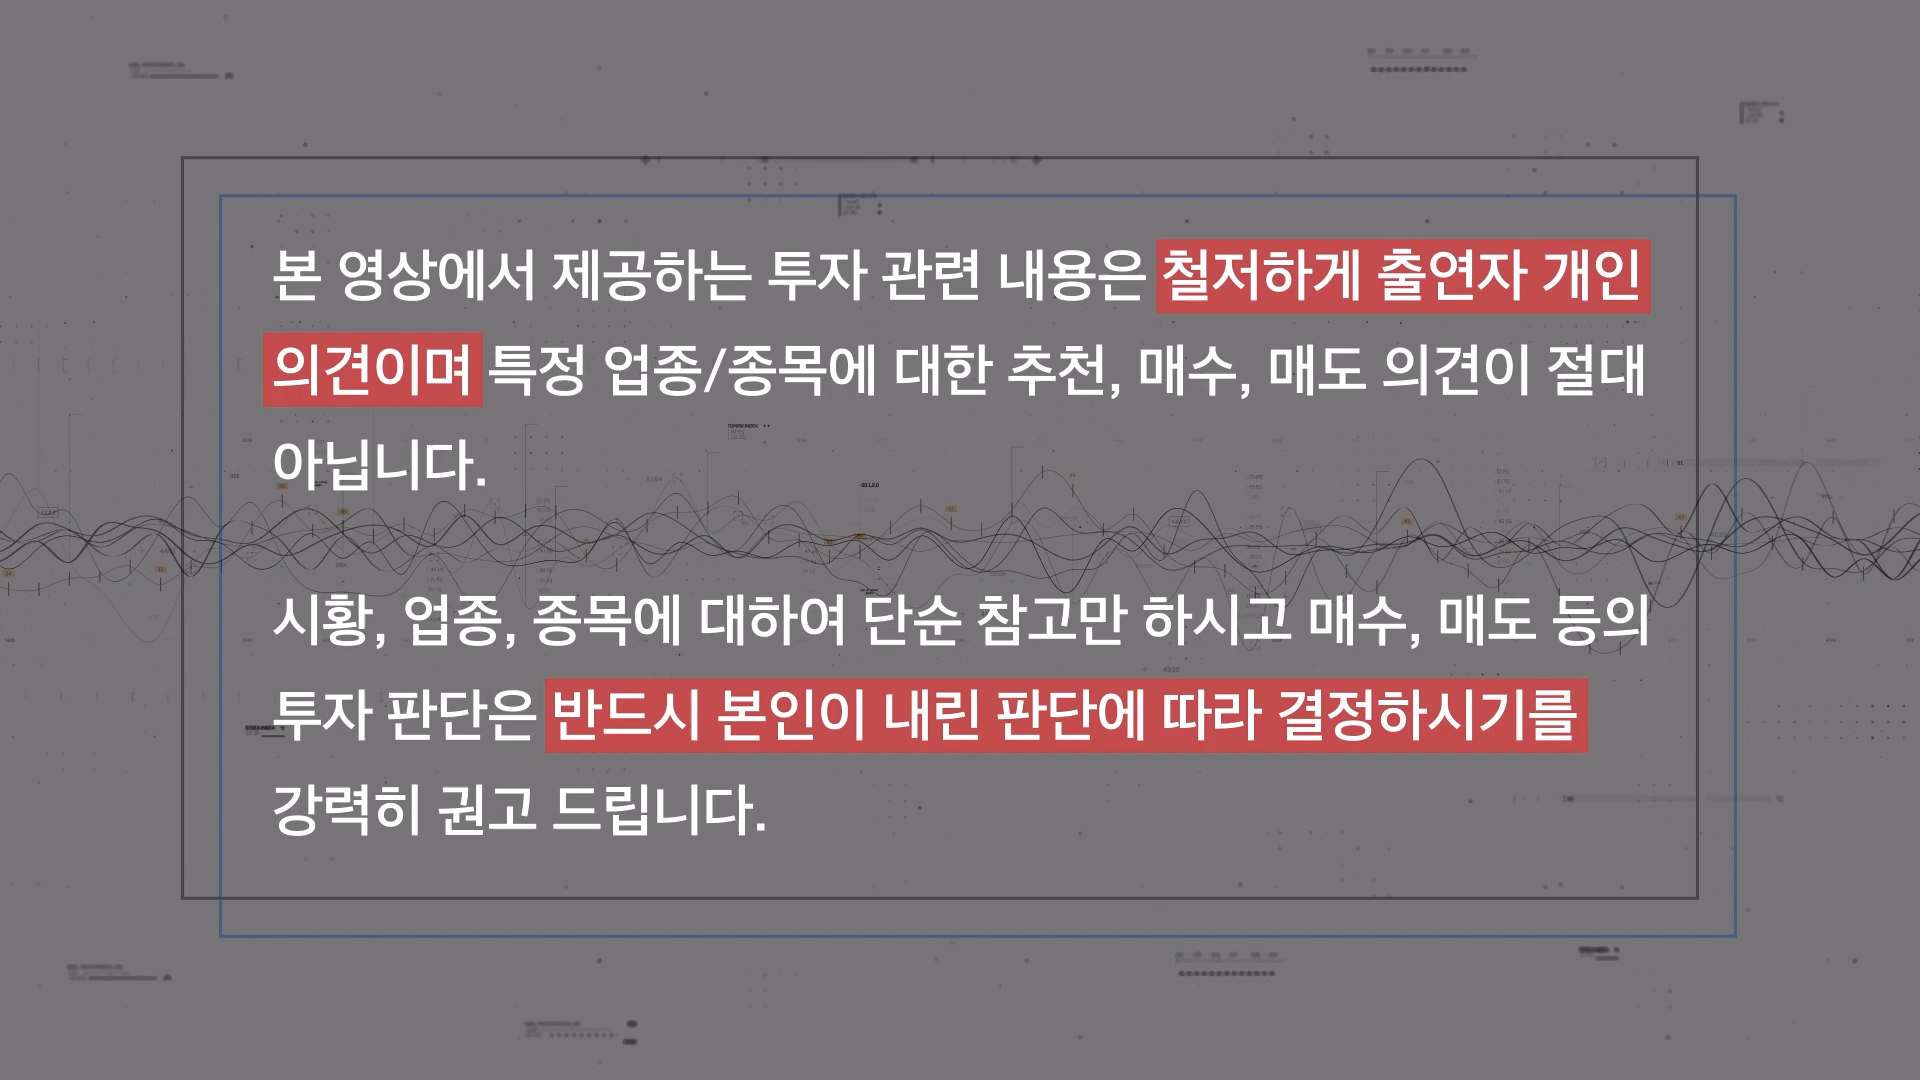 본 영상에서 제공하는 투자 관련 내용은 철저하게 출연자 개인
의견이며 특정 업종/종목에 대한 추천, 매수, 매도 의견이 절대
아닙니다.
시황, 업종, 종목에 대하여 단순 참고만 하시고 매수, 매도 등의
투자 판단은 반드시 본인이 내린 판단에 따라 결정하시기를
강력히 권고 드립니다.